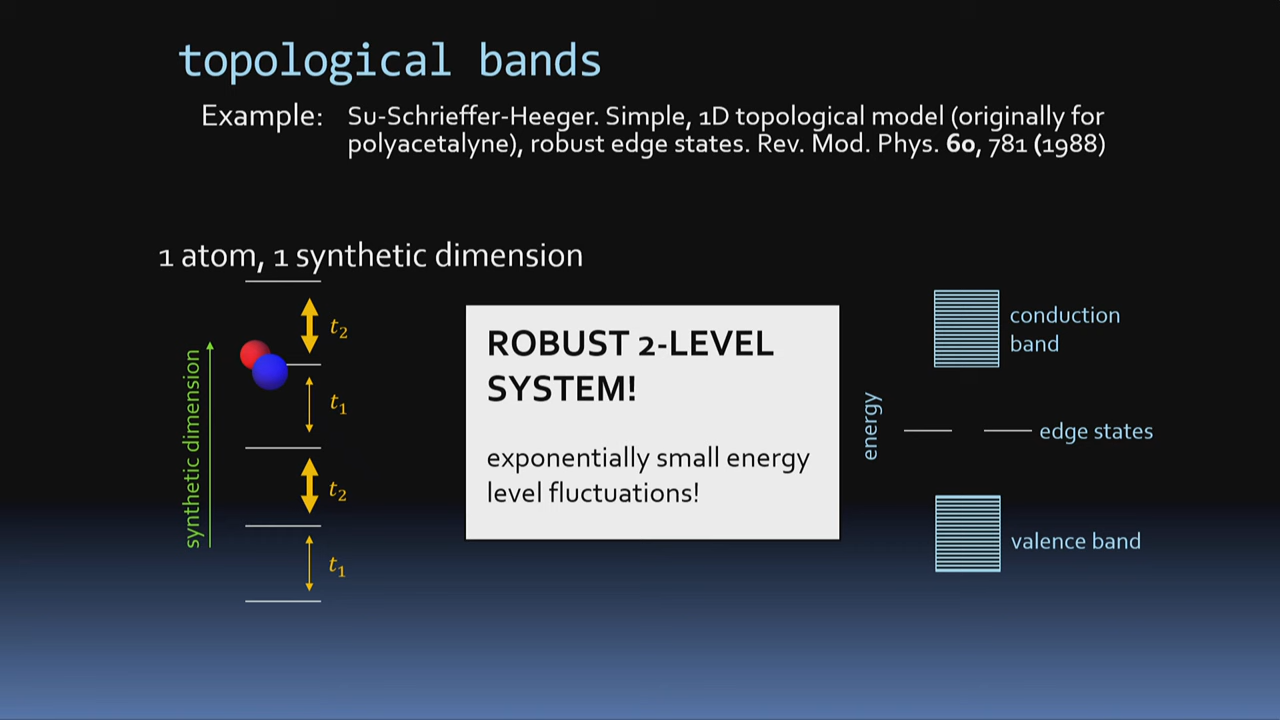 topological bands
Example: Su-Schrieffer-Heeger. Simple, 1D topological model (originally for
polyacetalyne), robust edge states. Rev. Mod. Phys. 60, 781 (1988)
1 atom, 1 synthetic dimension
synthetic dimension
t2
t1
t2
t1
ROBUST 2-LEVEL
SYSTEM!
exponentially small energy
level fluctuations!
energy
conduction
band
edge states
valence band